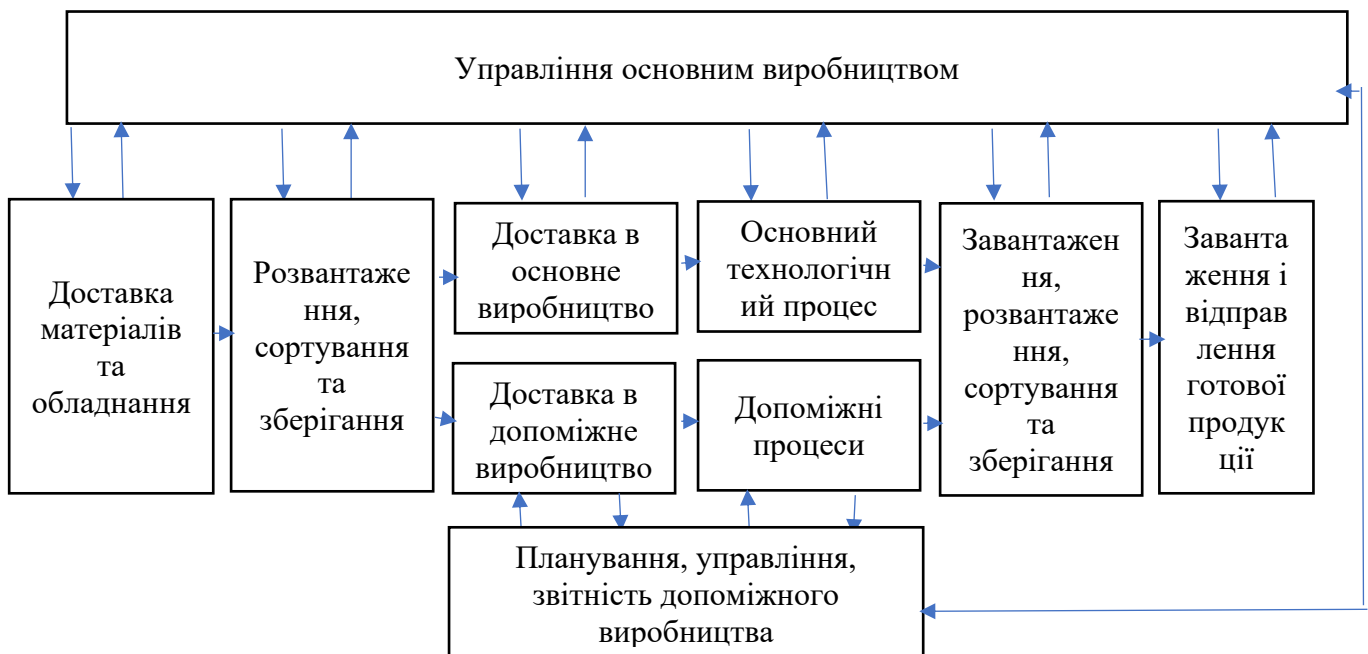 Управління основним виробництвом
Доставка
матеріалів
та
обладнання
Розвантаже
ння,
сортування
та
зберігання
Доставка в
основне
виробництво
Основний
технологічн
ий процес
Доставка в
допоміжне
виробництво
Допоміжні
процеси
Завантажен
ня,
розвантаже
ння,
сортування
та
зберігання
Заванта
ження і
відправ
лення
готової
продук
ції
Планування, управління,
звітність допоміжного
виробництва